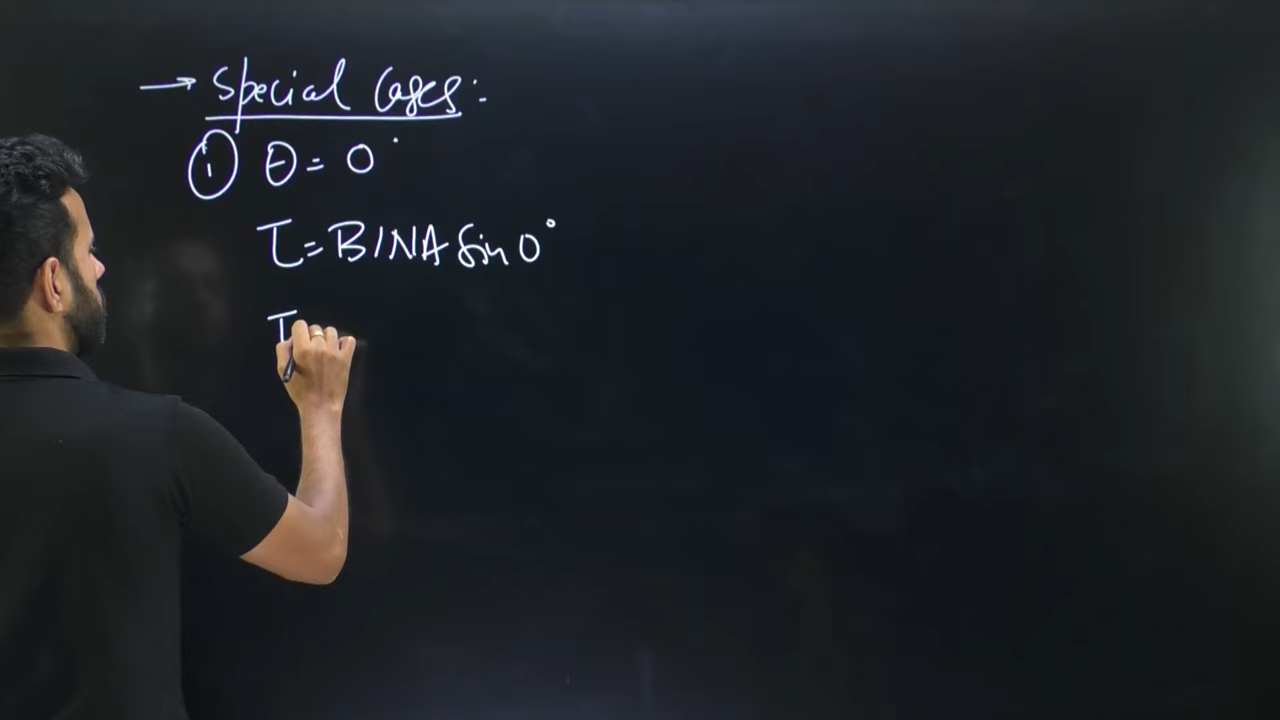 → Special Cases :-
① θ = 0°
τ = BINA Sin 0°
τ